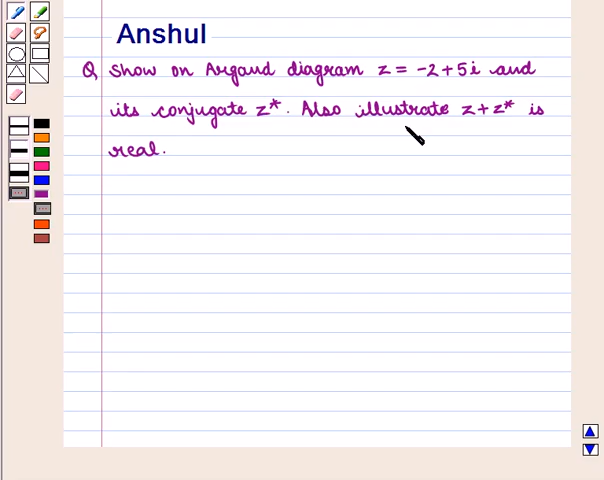 Anshul
Q Show on Argand diagram z = -2+5i and
its conjugate z*. Also illustrate z+z* is
real.